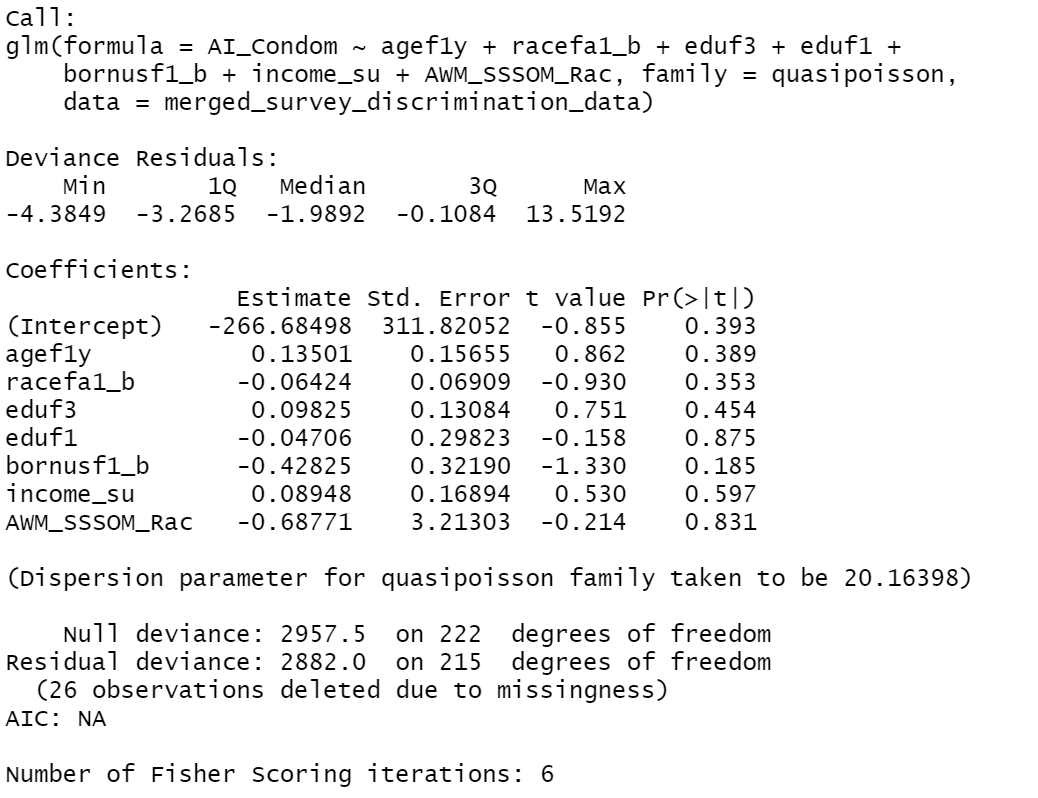 Call:
glm(formula = AI_Condom ~ agef1y + racefa1_b + eduf3 + eduf1 +
    bornusf1_b + income_su + AWM_SSSOM_Rac, family = quasipoisson,
    data = merged_survey_discrimination_data)

Deviance Residuals:
    Min       1Q   Median       3Q      Max
-4.3849  -3.2685  -1.9892  -0.1084  13.5192

Coefficients:
               Estimate Std. Error t value Pr(>|t|)
(Intercept)  -266.68498  311.82052  -0.855    0.393
agef1y          0.13501    0.15655   0.862    0.389
racefa1_b      -0.06424    0.06909  -0.930    0.353
eduf3           0.09825    0.13084   0.751    0.454
eduf1          -0.04706    0.29823  -0.158    0.875
bornusf1_b     -0.42825    0.32190  -1.330    0.185
income_su       0.08948    0.16894   0.530    0.597
AWM_SSSOM_Rac  -0.68771    3.21303  -0.214    0.831

(Dispersion parameter for quasipoisson family taken to be 20.16398)

    Null deviance: 2957.5  on 222  degrees of freedom
Residual deviance: 2882.0  on 215  degrees of freedom
  (26 observations deleted due to missingness)
AIC: NA

Number of Fisher Scoring iterations: 6